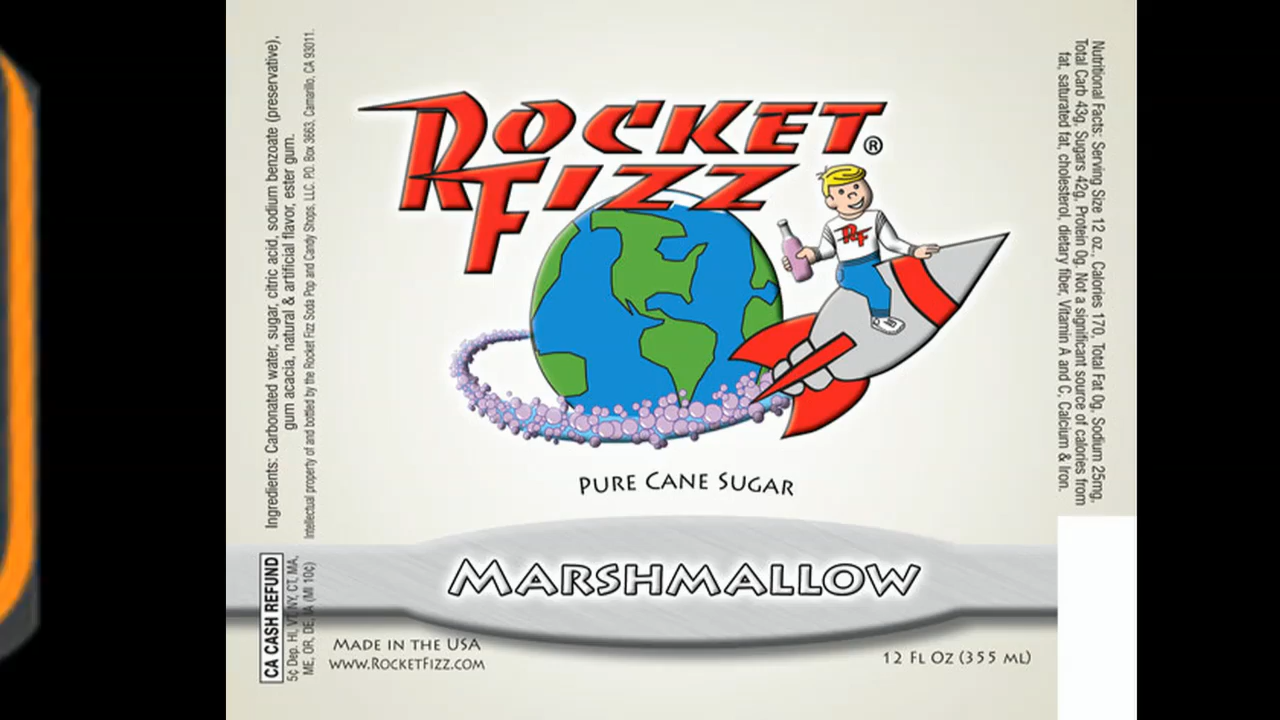 Ingredients: Carbonated water, sugar, citric acid, sodium benzoate (preservative),
gum acacia, natural & artificial flavor, ester gum.
Intellectual property of and bottled by the Rocket Fizz Soda Pop and Candy Shops, LLC. P.O. Box 3663, Camarillo, CA 93011.
CA CASH REFUND
5¢ Dep. HI, VT, NY, CT, MA,
ME, OR, DE, IA (MI 10¢)
ROCKET
FIZZ®
RF
PURE CANE SUGAR
MARSHMALLOW
MADE IN THE USA
WWW.ROCKETFIZZ.COM
12 FL OZ (355 ML)
Nutritional Facts: Serving Size 12 oz., Calories 170, Total Fat 0g, Sodium 25mg,
Total Carb 43g, Sugars 42g, Protein 0g. Not a significant source of calories from
fat, saturated fat, cholesterol, dietary fiber, Vitamin A and C, Calcium & Iron.